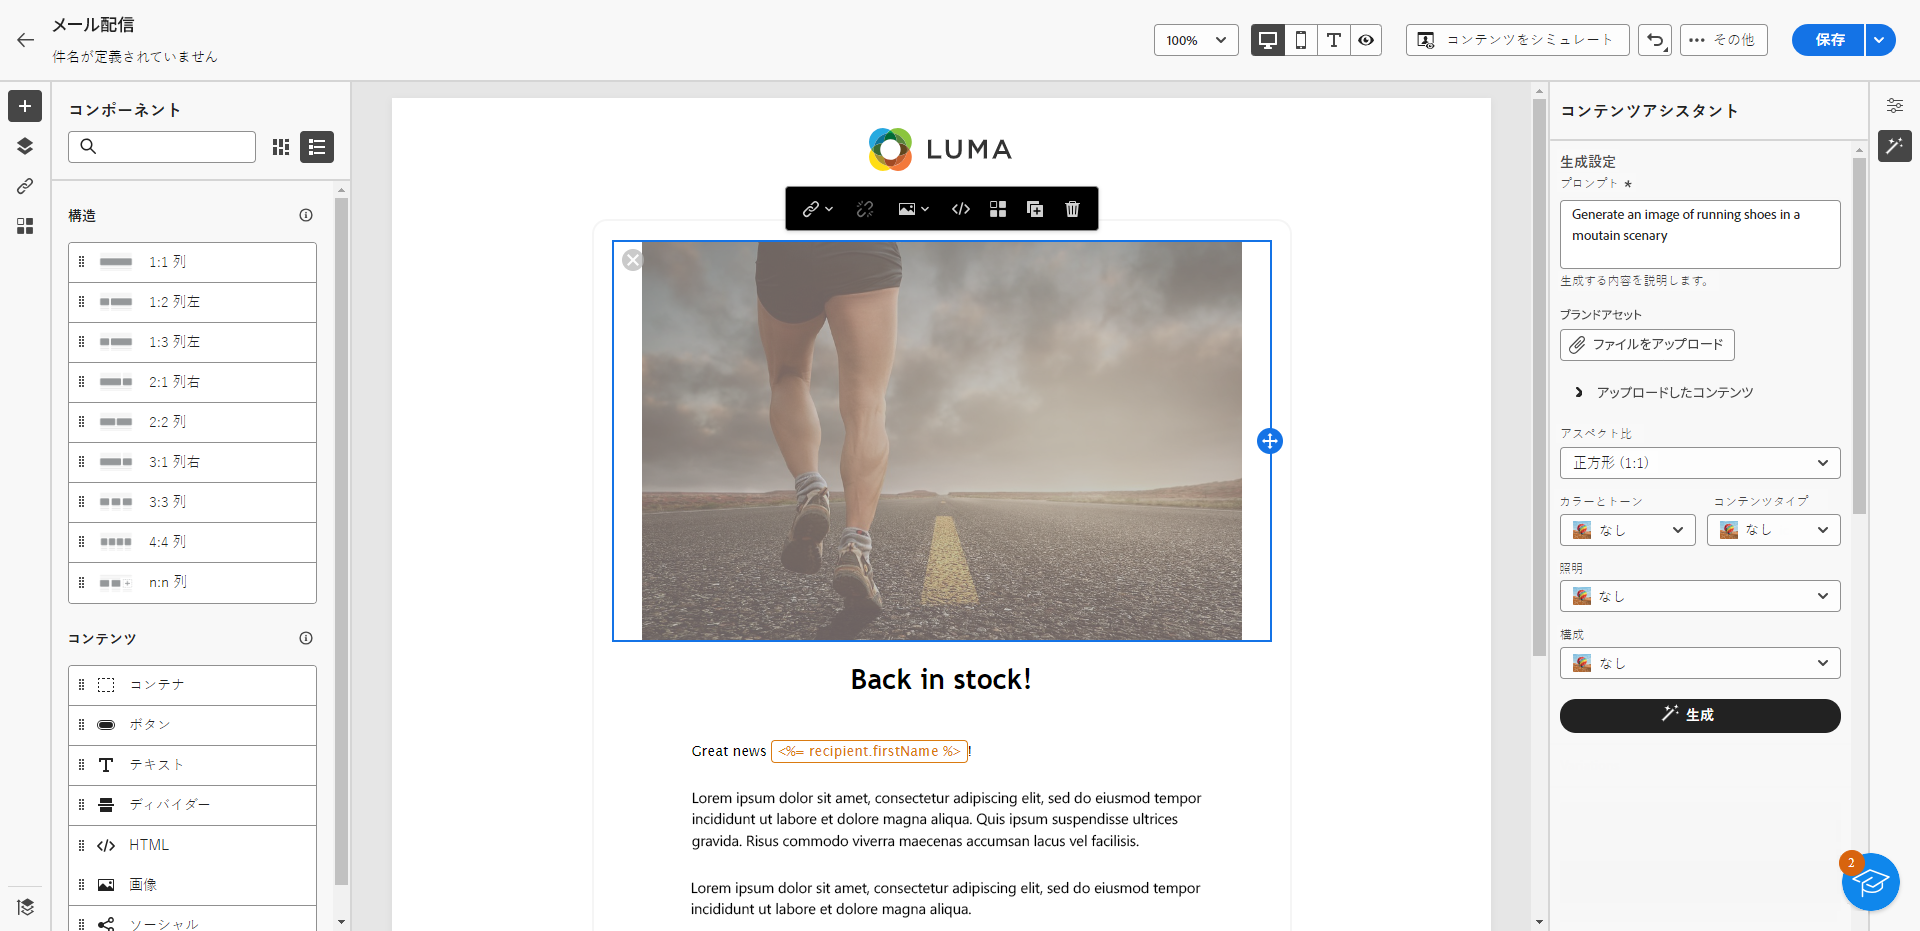 メール配信
件名が定義されていません
100%
コンテンツをシミュレート
その他
保存
コンポーネント
構造
1:1 列
1:2 列左
1:3 列左
2:1 列右
2:2 列
3:1 列右
3:3 列
4:4 列
n:n 列
コンテンツ
コンテナ
ボタン
テキスト
ディバイダー
HTML
画像
ソーシャル
LUMA
Back in stock!
Great news <%= recipient.firstName %>!
Lorem ipsum dolor sit amet, consectetur adipiscing elit, sed do eiusmod tempor
incididunt ut labore et dolore magna aliqua. Quis ipsum suspendisse ultrices
gravida. Risus commodo viverra maecenas accumsan lacus vel facilisis.
Lorem ipsum dolor sit amet, consectetur adipiscing elit, sed do eiusmod tempor
incididunt ut labore et dolore magna aliqua.
コンテンツアシスタント
生成設定
プロンプト *
Generate an image of running shoes in a
moutain scenary
生成する内容を説明します。
ブランドアセット
ファイルをアップロード
アップロードしたコンテンツ
アスペクト比
正方形 (1:1)
カラーとトーン
コンテンツタイプ
なし
なし
照明
なし
構成
なし
生成
2